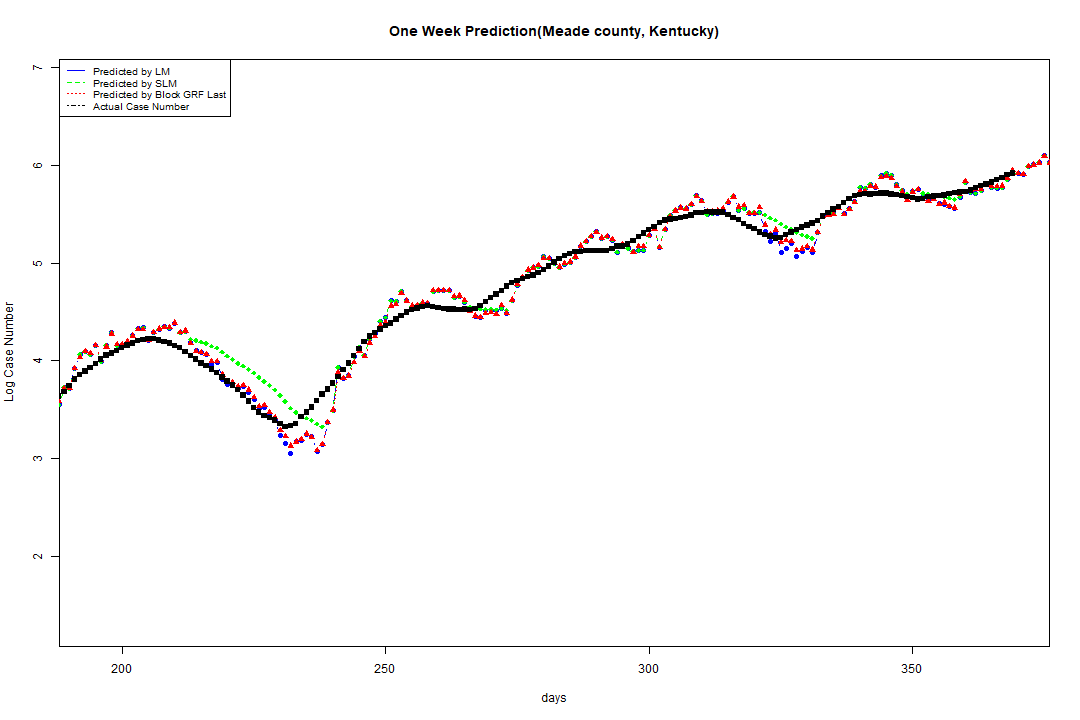 One Week Prediction(Meade county, Kentucky)
Predicted by LM
Predicted by SLM
Predicted by Block GRF Last
Actual Case Number
7
6
5
4
3
2
Log Case Number
200
250
300
350
days